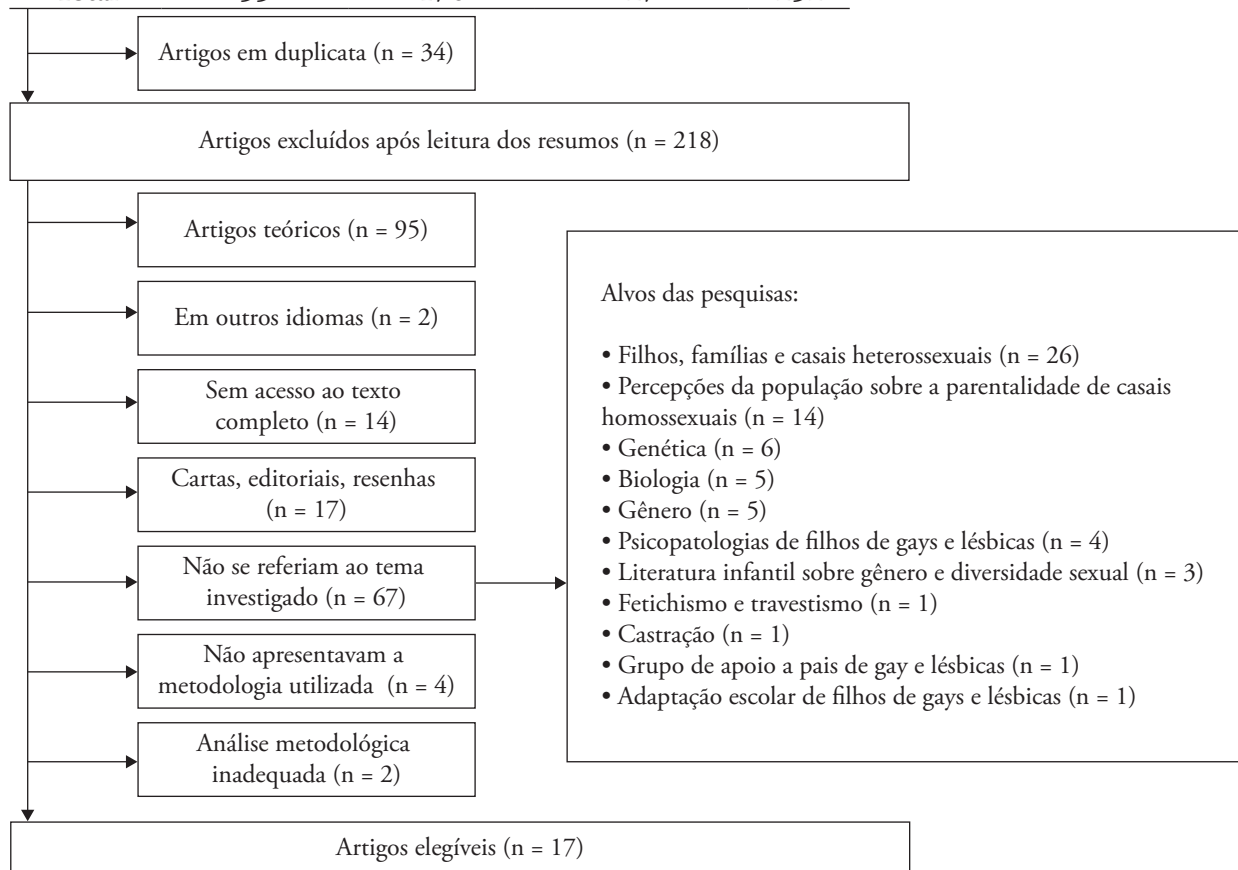 Artigos em duplicata (n = 34)
Artigos excluídos após leitura dos resumos (n = 218)
Artigos teóricos (n = 95)
Em outros idiomas (n = 2)
Sem acesso ao texto
completo (n = 14)
Cartas, editoriais, resenhas
(n = 17)
Não se referiam ao tema
investigado (n = 67)
Não apresentavam a
metodologia utilizada (n = 4)
Análise metodológica
inadequada (n = 2)
Alvos das pesquisas:
• Filhos, famílias e casais heterossexuais (n = 26)
• Percepções da população sobre a parentalidade de casais
homossexuais (n = 14)
• Genética (n = 6)
• Biologia (n = 5)
• Gênero (n = 5)
• Psicopatologias de filhos de gays e lésbicas (n = 4)
• Literatura infantil sobre gênero e diversidade sexual (n = 3)
• Fetichismo e travestismo (n = 1)
• Castração (n = 1)
• Grupo de apoio a pais de gay e lésbicas (n = 1)
• Adaptação escolar de filhos de gays e lésbicas (n = 1)
Artigos elegíveis (n = 17)